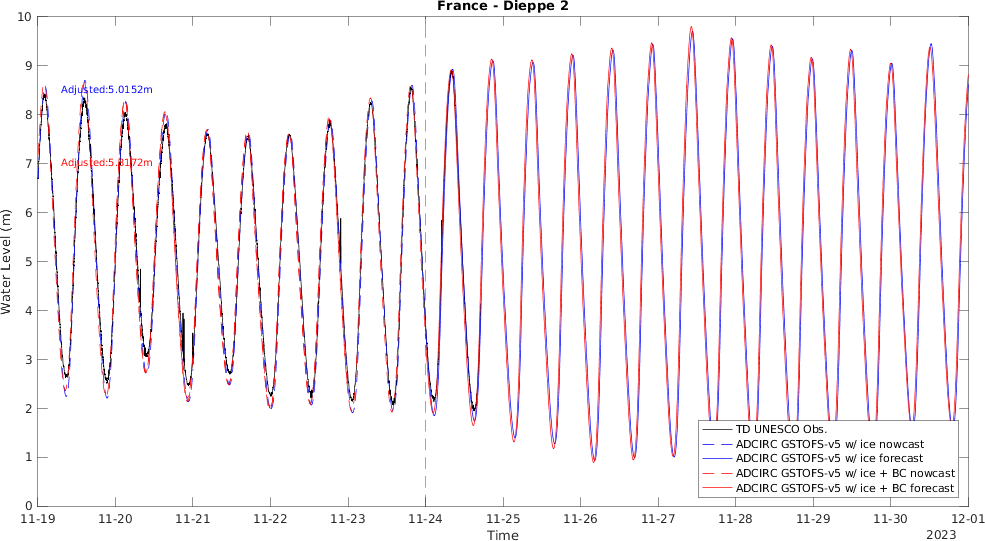 France - Dieppe 2
10
9
8
7
6
5
4
3
2
1
0
Water Level (m)
Adjusted:5.0152m
Adjusted:5.8172m
TD UNESCO Obs.
ADCIRC GSTOFS-v5 w/ ice nowcast
ADCIRC GSTOFS-v5 w/ ice forecast
ADCIRC GSTOFS-v5 w/ ice + BC nowcast
ADCIRC GSTOFS-v5 w/ ice + BC forecast
11-19 11-20 11-21 11-22 11-23 11-24 11-25 11-26 11-27 11-28 11-29 11-30 12-01
Time
2023